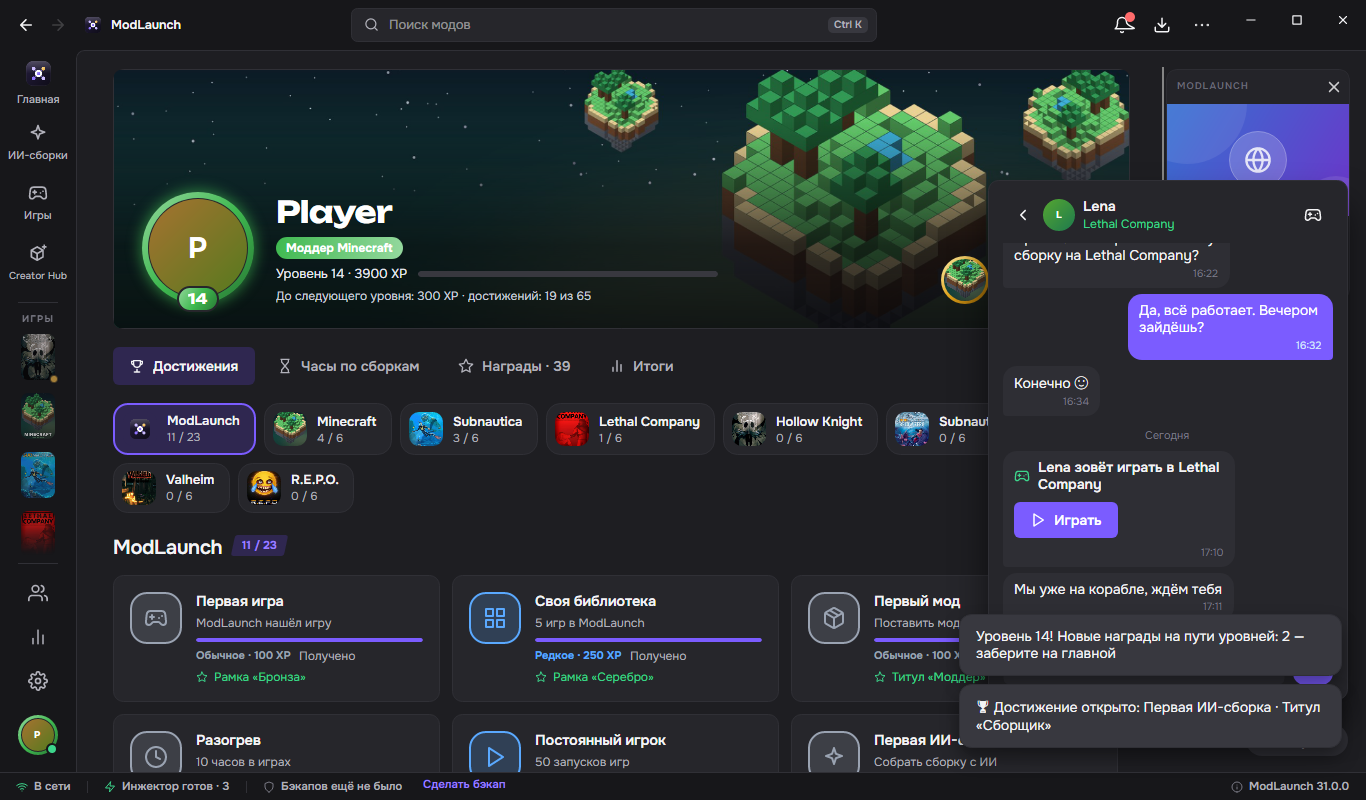 ModLaunch
Поиск модов
Ctrl K
Главная
ИИ-сборки
Игры
Creator Hub
ИГРЫ
MINECRAFT
P
14
Player
Моддер Minecraft
Уровень 14 · 3900 XP
До следующего уровня: 300 XP · достижений: 19 из 65
MODLAUNCH
Достижения
Часы по сборкам
Награды · 39
Итоги
ModLaunch
11 / 23
Minecraft
4 / 6
Subnautica
3 / 6
Lethal Company
1 / 6
Hollow Knight
0 / 6
Subnaut
0 / 6
Valheim
0 / 6
R.E.P.O.
0 / 6
ModLaunch
11 / 23
Первая игра
ModLaunch нашёл игру
Обычное · 100 XP Получено
Рамка «Бронза»
Своя библиотека
5 игр в ModLaunch
Редкое · 250 XP Получено
Рамка «Серебро»
Первый мод
Поставить мод
Обычное · 100 X
Титул «Моддер»
Разогрев
10 часов в играх
Постоянный игрок
50 запусков игр
Первая ИИ-с
Собрать сборку с ИИ
L
Lena
Lethal Company
сборку на Lethal Company?
16:22
Да, всё работает. Вечером
зайдёшь?
16:32
Конечно
16:34
Сегодня
Lena зовёт играть в Lethal
Company
Играть
17:10
Мы уже на корабле, ждём тебя
17:11
Уровень 14! Новые награды на пути уровней: 2 —
заберите на главной
🏆 Достижение открыто: Первая ИИ-сборка · Титул
«Сборщик»
P
В сети
Инжектор готов · 3
Бэкапов ещё не было
Сделать бэкап
ModLaunch 31.0.0